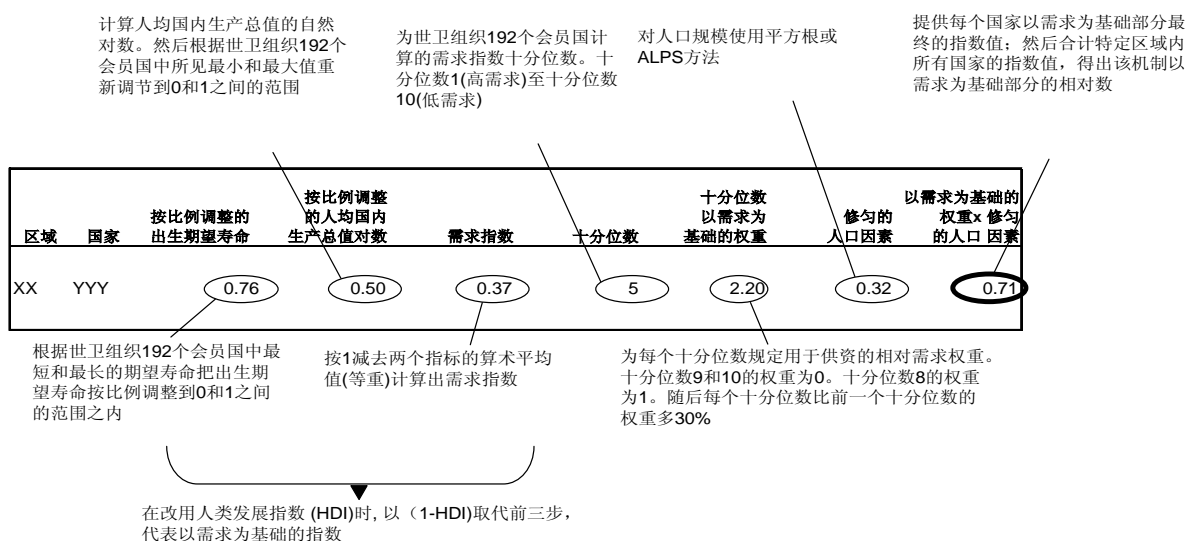 计算人均国内生产总值的自然
对数。然后根据世卫组织192个
会员国中所见最小和最大值重
新调节到0和1之间的范围
为世卫组织192个会员国计
算的需求指数十分位数。十
分位数1(高需求)至十分位数
10(低需求)
对人口规模使用平方根或
ALPS方法
提供每个国家以需求为基础部分最
终的指数值；然后合计特定区域内
所有国家的指数值，得出该机制以
需求为基础部分的相对数
区域
国家
按比例调整的
出生期望寿命
按比例调整
的人均国内
生产总值对数
需求指数
十分位数
十分位数
以需求为
基础的权重
修匀的
人口因素
以需求为基础的
权重x 修匀
的人口 因素
XX YYY 0.76 0.50 0.37 5 2.20 0.32 0.71
根据世卫组织192个会员国中最
短和最长的期望寿命把出生期
望寿命按比例调整到0和1之间
的范围之内
按1减去两个指标的算术平均
值(等重)计算出需求指数
为每个十分位数规定用于供资的相对需求权重。
十分位数9和10的权重为0。十分位数8的权重
为1。随后每个十分位数比前一个十分位数的
权重多30%
在改用人类发展指数 (HDI)时, 以（1-HDI)取代前三步，
代表以需求为基础的指数